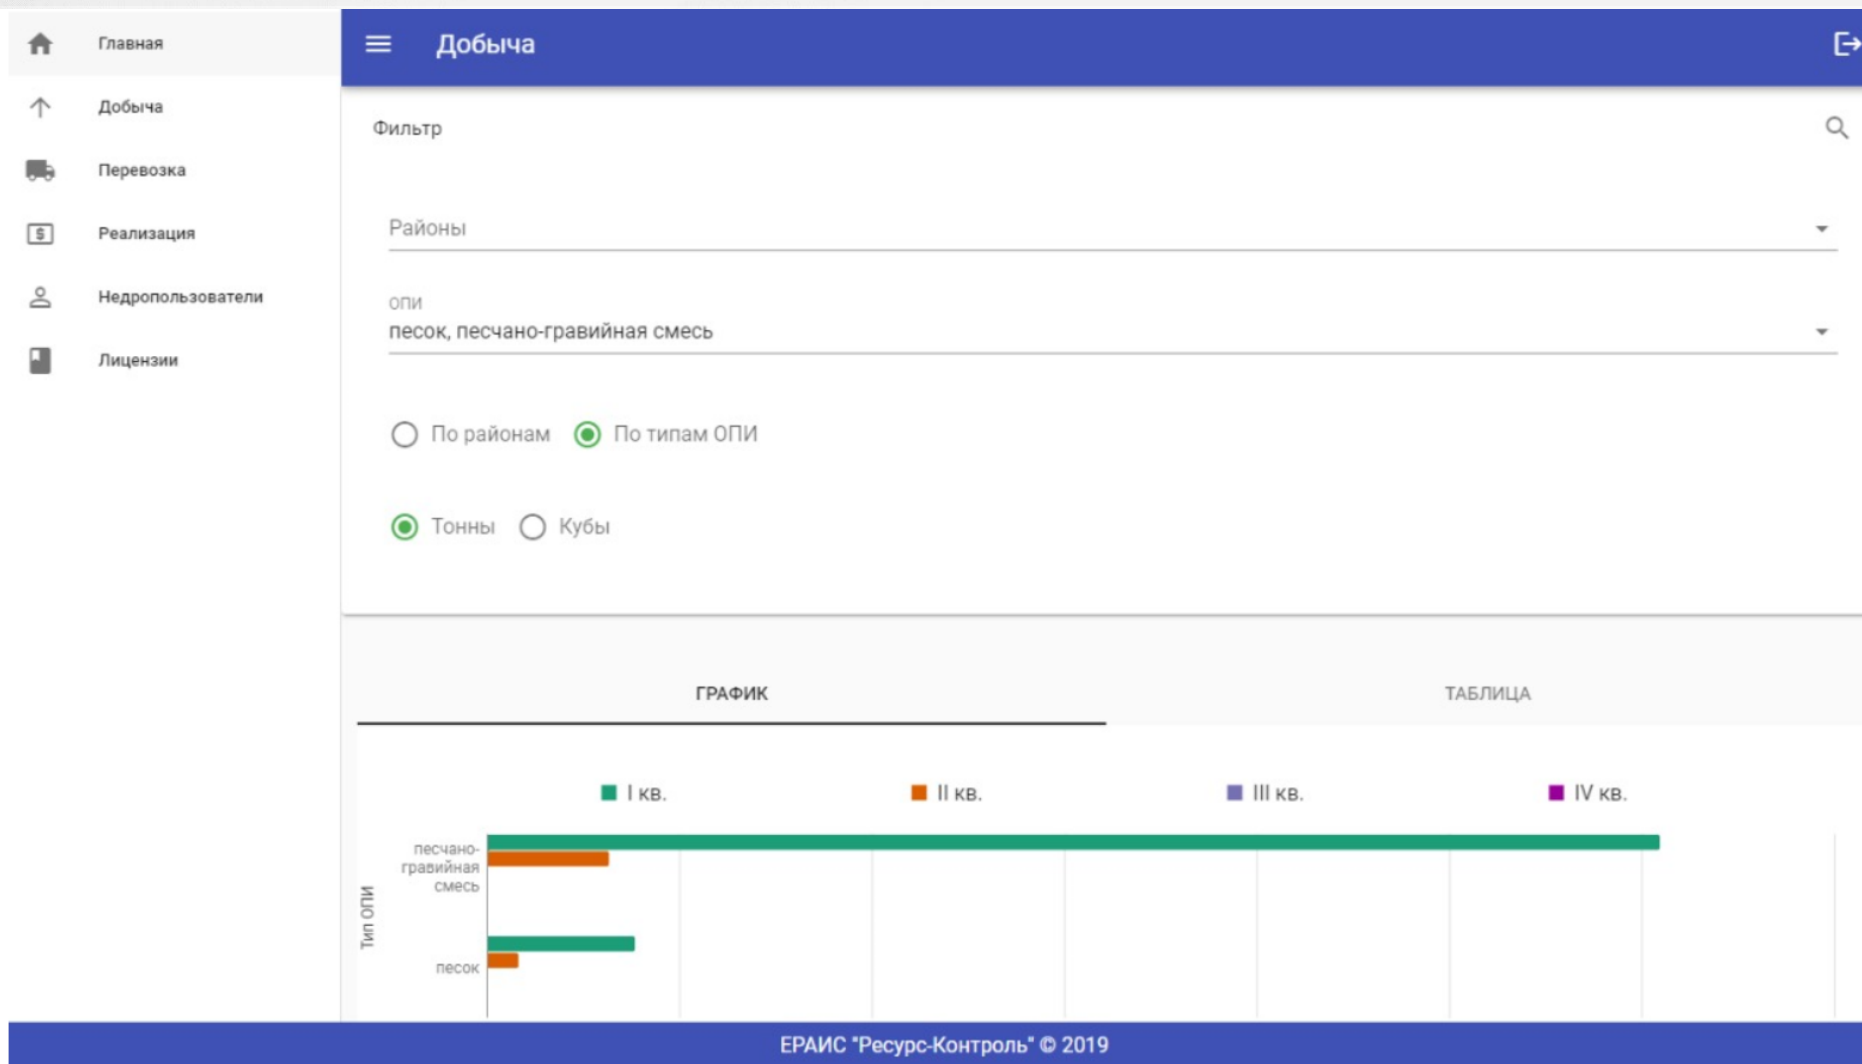 Главная
Добыча
Перевозка
Реализация
Недропользователи
Лицензии
Добыча
Фильтр
Районы
ОПИ
песок, песчано-гравийная смесь
По районам По типам ОПИ
Тонны Кубы
ГРАФИК ТАБЛИЦА
I кв. II кв. III кв. IV кв.
Тип ОПИ
песчано-
гравийная
смесь
песок
ЕРАИС "Ресурс-Контроль" © 2019